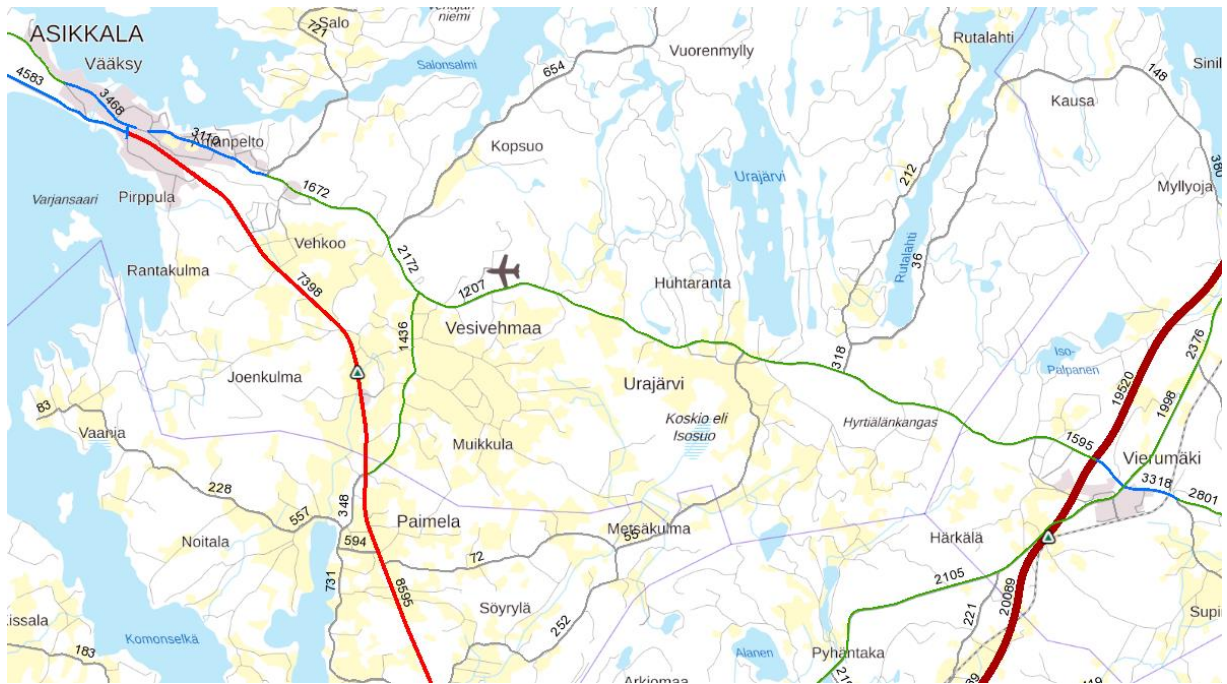 niemi
Salo
721
ASIKKALA
Rutalahti
Vuorenmylly
Vääksy
Salonsalmi
654
148
4583
3468
Kausa
3110
Kopsuo
380
212
Urajärvi
1672
Myllyoja
Varjansaari
Pirppula
Vehkoo
2172
Rutalahti
36
Rantakulma
7398
1207
Huhtaranta
1436
Vesivehmaa
318
Iso-
Palpanen
2376
19520
Joenkulma
Urajärvi
1998
83
Vaania
Muikkula
Koskio eli
Isosuo
Hyrtiälänkangas
1595
Vierumäki
228
348
3318
2801
557
Paimela
Metsäkulma
55
Noitala
594
72
Härkälä
731
8595
2105
20089
Söyrylä
252
221
Komonselkä
183
Alanen
Pyhäntaka
Arkiomaa